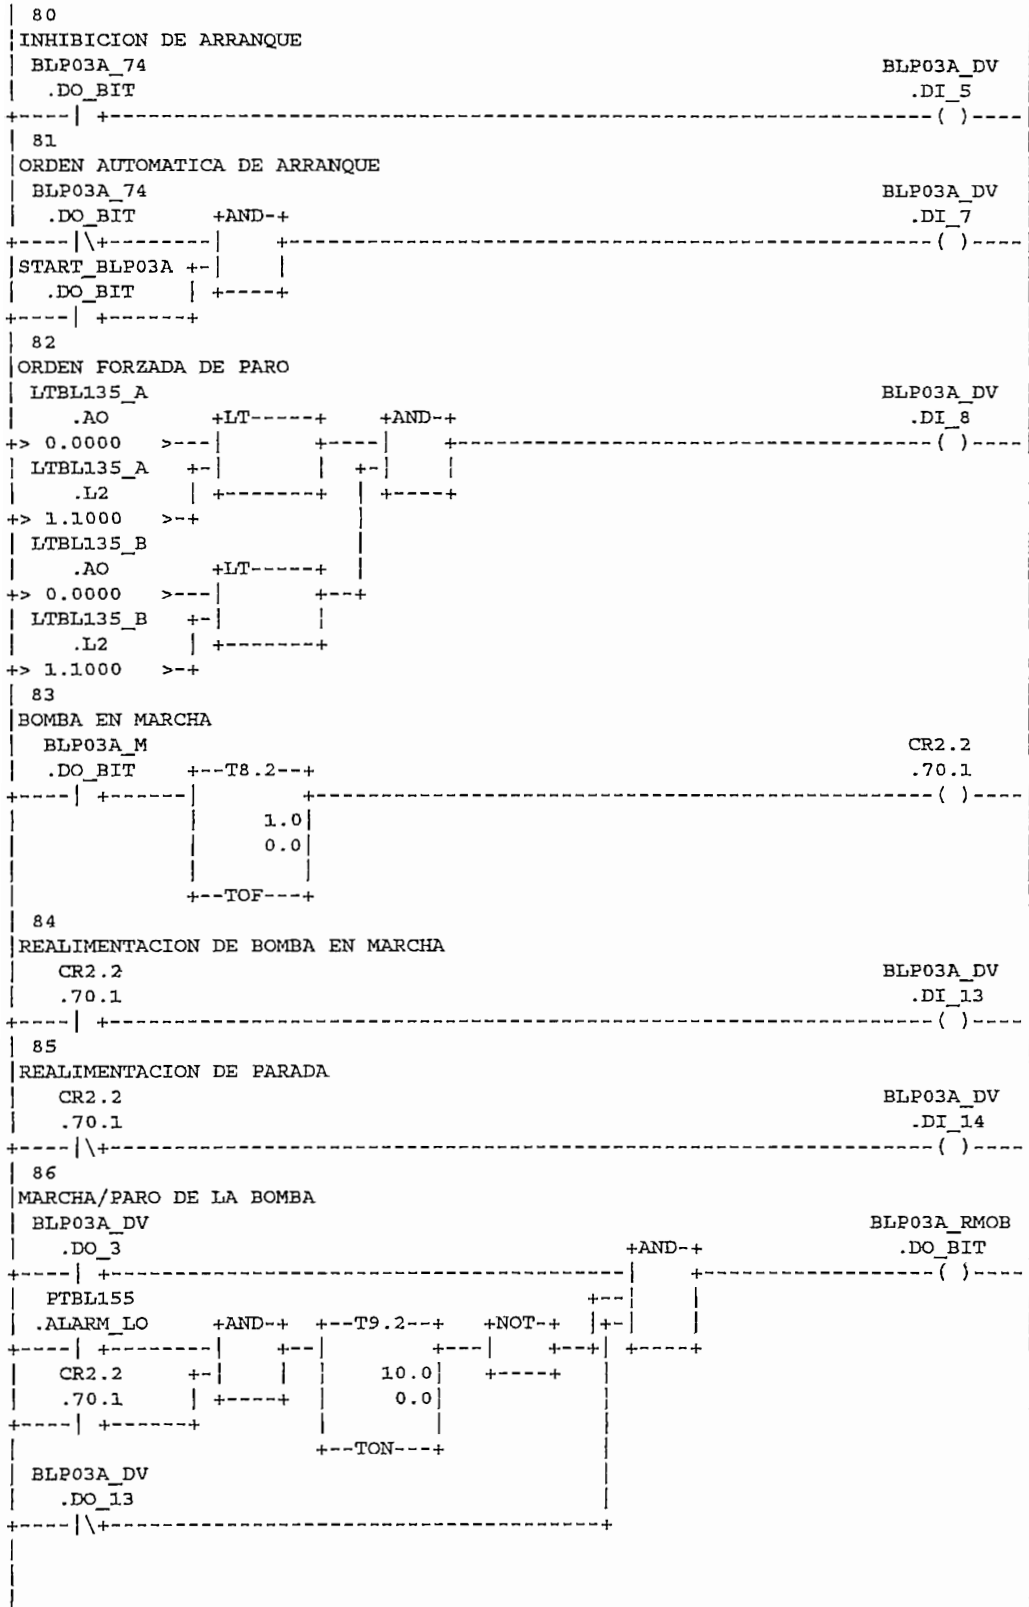 80
INHIBICION DE ARRANQUE
BLP03A_74 BLP03A_DV
.DO_BIT .DI_5
81
ORDEN AUTOMATICA DE ARRANQUE
BLP03A_74 BLP03A_DV
.DO_BIT +AND-+ .DI_7
START_BLP03A
.DO_BIT
82
ORDEN FORZADA DE PARO
LTBL135_A BLP03A_DV
.AO +LT-----+ +AND-+ .DI_8
+> 0.0000 >---
LTBL135_A
.L2
+> 1.1000 >-+
LTBL135_B
.AO +LT-----+
+> 0.0000 >---
LTBL135_B
.L2
+> 1.1000 >-+
83
BOMBA EN MARCHA
BLP03A_M CR2.2
.DO_BIT +---T8.2--+ .70.1
1.0
0.0
+--TOF---+
84
REALIMENTACION DE BOMBA EN MARCHA
CR2.2 BLP03A_DV
.70.1 .DI_13
85
REALIMENTACION DE PARADA
CR2.2 BLP03A_DV
.70.1 .DI_14
86
MARCHA/PARO DE LA BOMBA
BLP03A_DV BLP03A_RMOB
.DO_3 +AND-+ .DO_BIT
PTBL155
.ALARM_LO +AND-+ +---T9.2--+ +NOT-+
CR2.2 10.0
.70.1 0.0
+--TON---+
BLP03A_DV
.DO_13